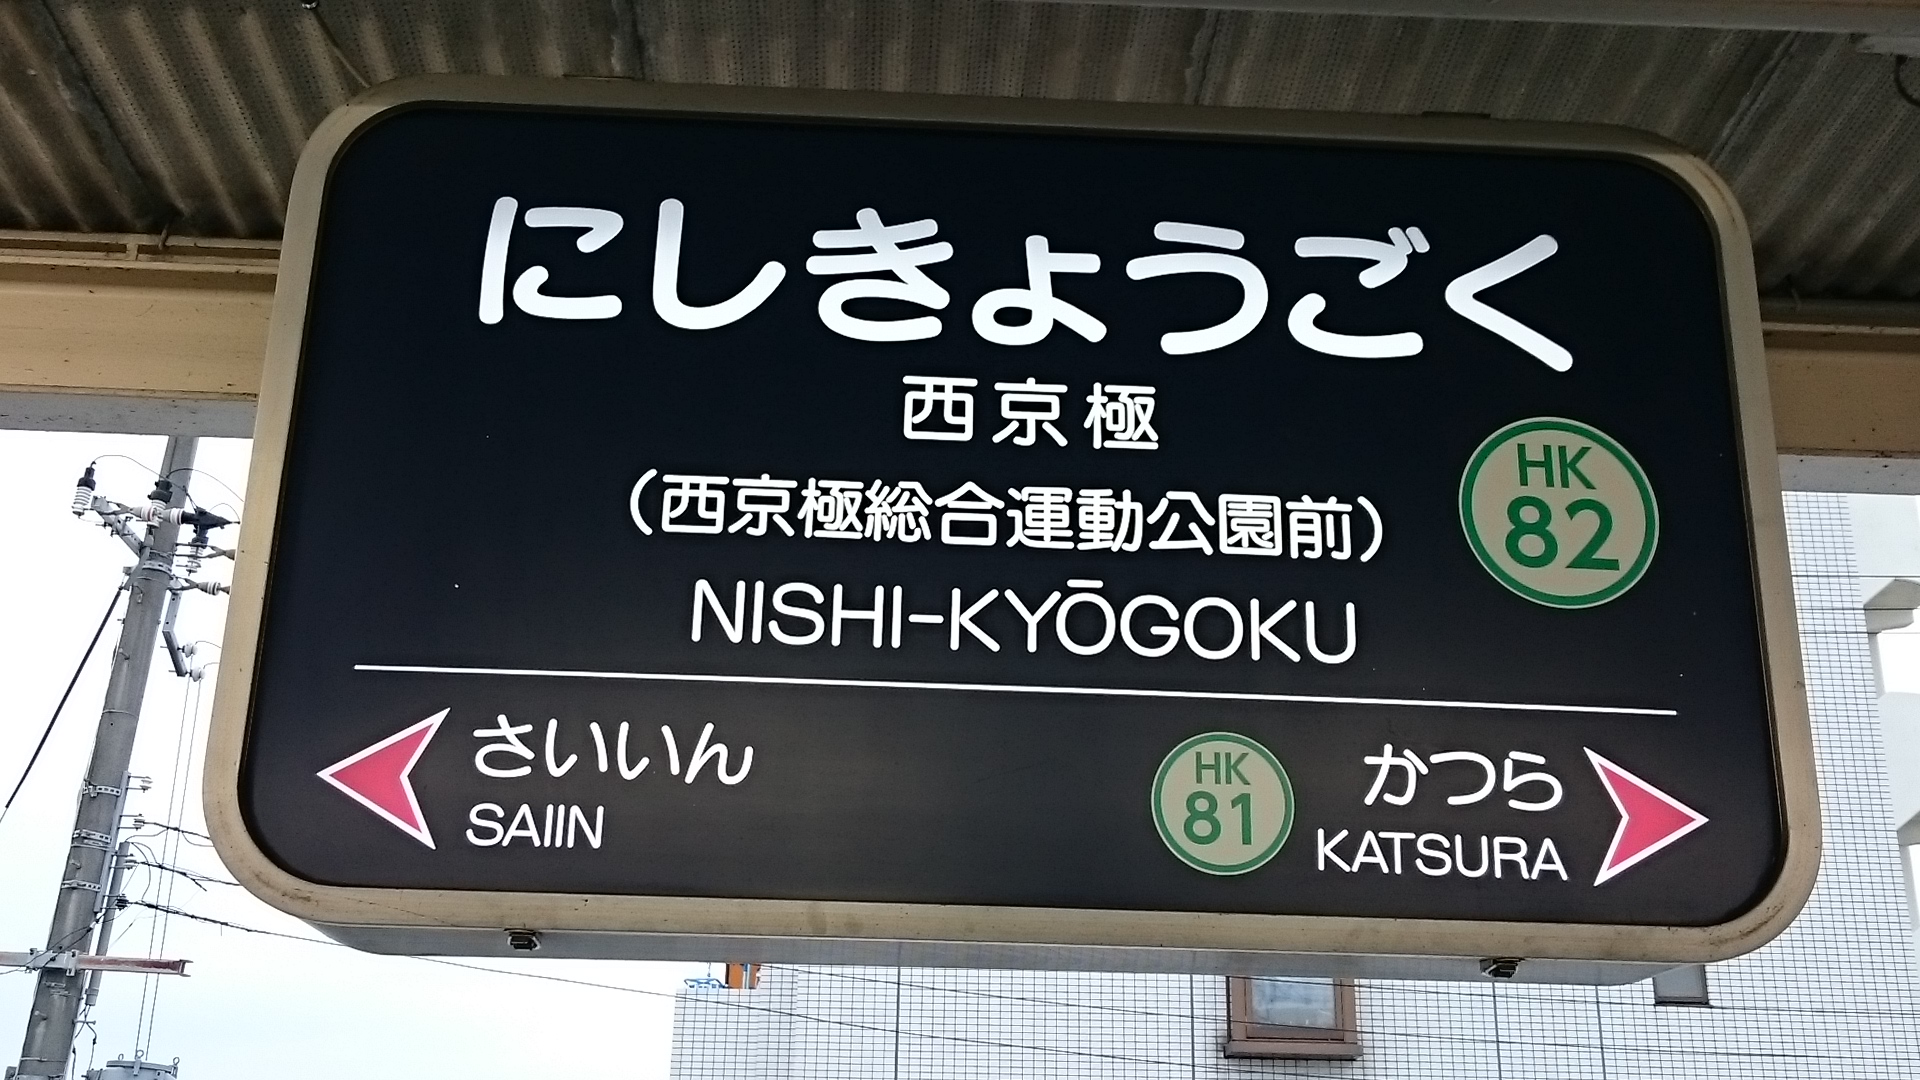 にしきょうごく
西京極
(西京極総合運動公園前)
HK
82
NISHI-KYŌGOKU
さいいん
SAIIN
HK
81
かつら
KATSURA